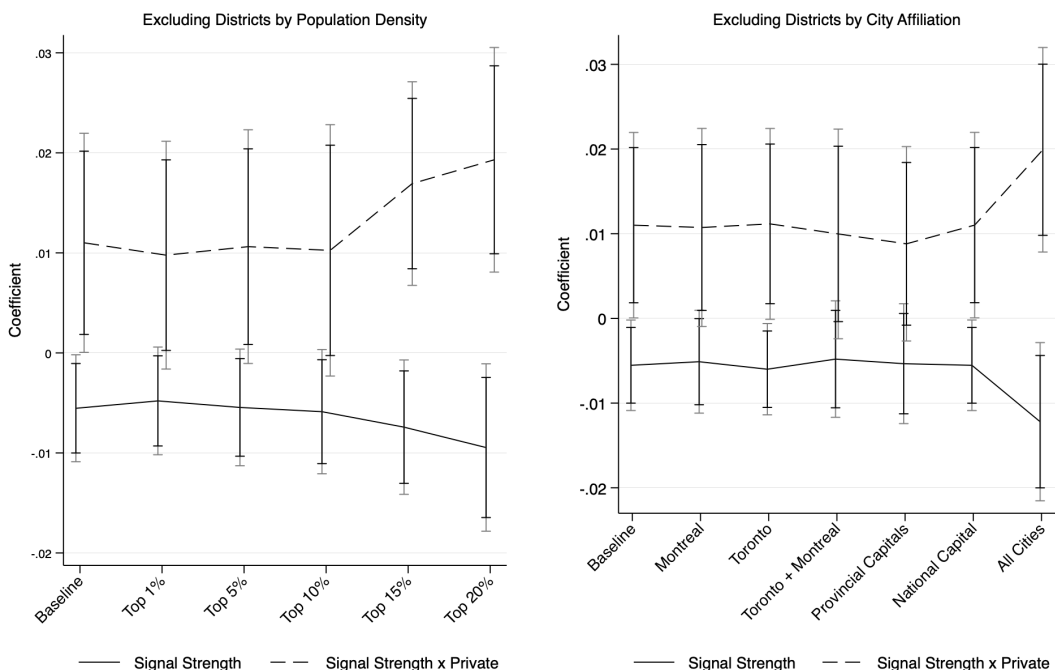 Excluding Districts by Population Density
Coefficient
.03
.02
.01
0
-.01
-.02
Baseline
Top 1%
Top 5%
Top 10%
Top 15%
Top 20%
Signal Strength
Signal Strength x Private
Excluding Districts by City Affiliation
Coefficient
.03
.02
.01
0
-.01
-.02
Baseline
Montreal
Toronto
Toronto + Montreal
Provincial Capitals
National Capital
All Cities
Signal Strength
Signal Strength x Private